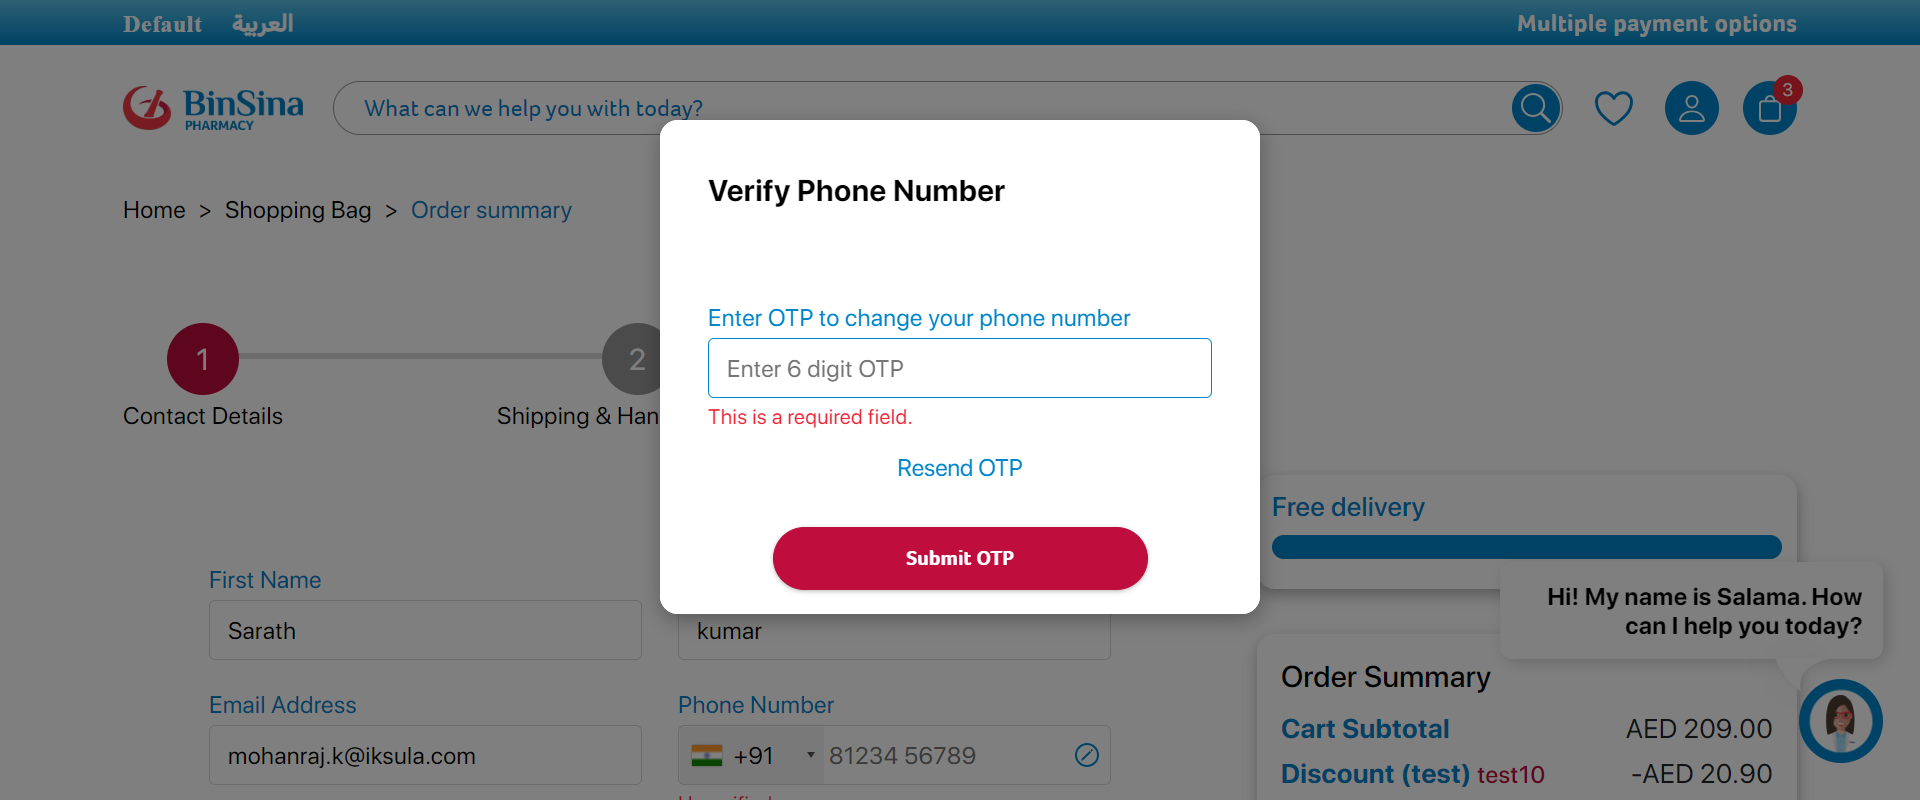 Default العربية
Multiple payment options
BinSina
PHARMACY
What can we help you with today?
3
Home > Shopping Bag > Order summary
Verify Phone Number
Enter OTP to change your phone number
Enter 6 digit OTP
This is a required field.
Resend OTP
Submit OTP
1
2
Contact Details
Shipping & Han
Free delivery
Hi! My name is Salama. How
can I help you today?
First Name
Sarath
kumar
Email Address
Phone Number
mohanraj.k@iksula.com
+91 81234 56789
Order Summary
Cart Subtotal AED 209.00
Discount (test) test10 -AED 20.90